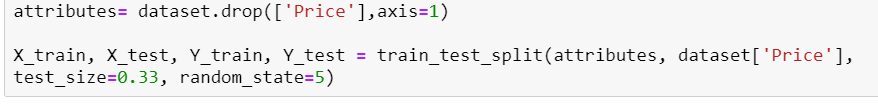 attributes= dataset.drop(['Price'],axis=1)
X_train, X_test, Y_train, Y_test = train_test_split(attributes, dataset['Price'],
test_size=0.33, random_state=5)